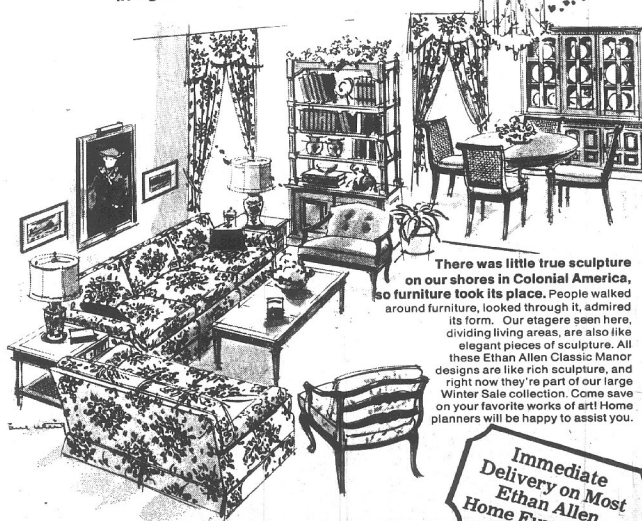 There was little true sculpture
on our shores in Colonial America,
so furniture took its place. People walked
around furniture, looked through it, admired
its form. Our etagere seen here,
dividing living areas, are also like
elegant pieces of sculpture. All
these Ethan Allen Classic Manor
designs are like rich sculpture, and
right now they're part of our large
Winter Sale collection. Come save
on your favorite works of art! Home
planners will be happy to assist you.
Immediate
Delivery on Most
Ethan Allen
Home